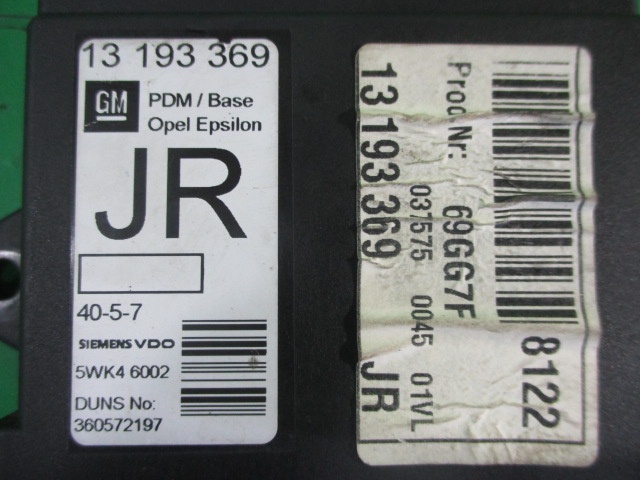 13 193 369
GM
PDM / Base
Opel Epsilon
JR
40-5-7
SIEMENS VDO
5WK4 6002
DUNS No:
360572197
8122
Prod Nr: 69GG7F
037575 0045 01VL
13 193 369 JR